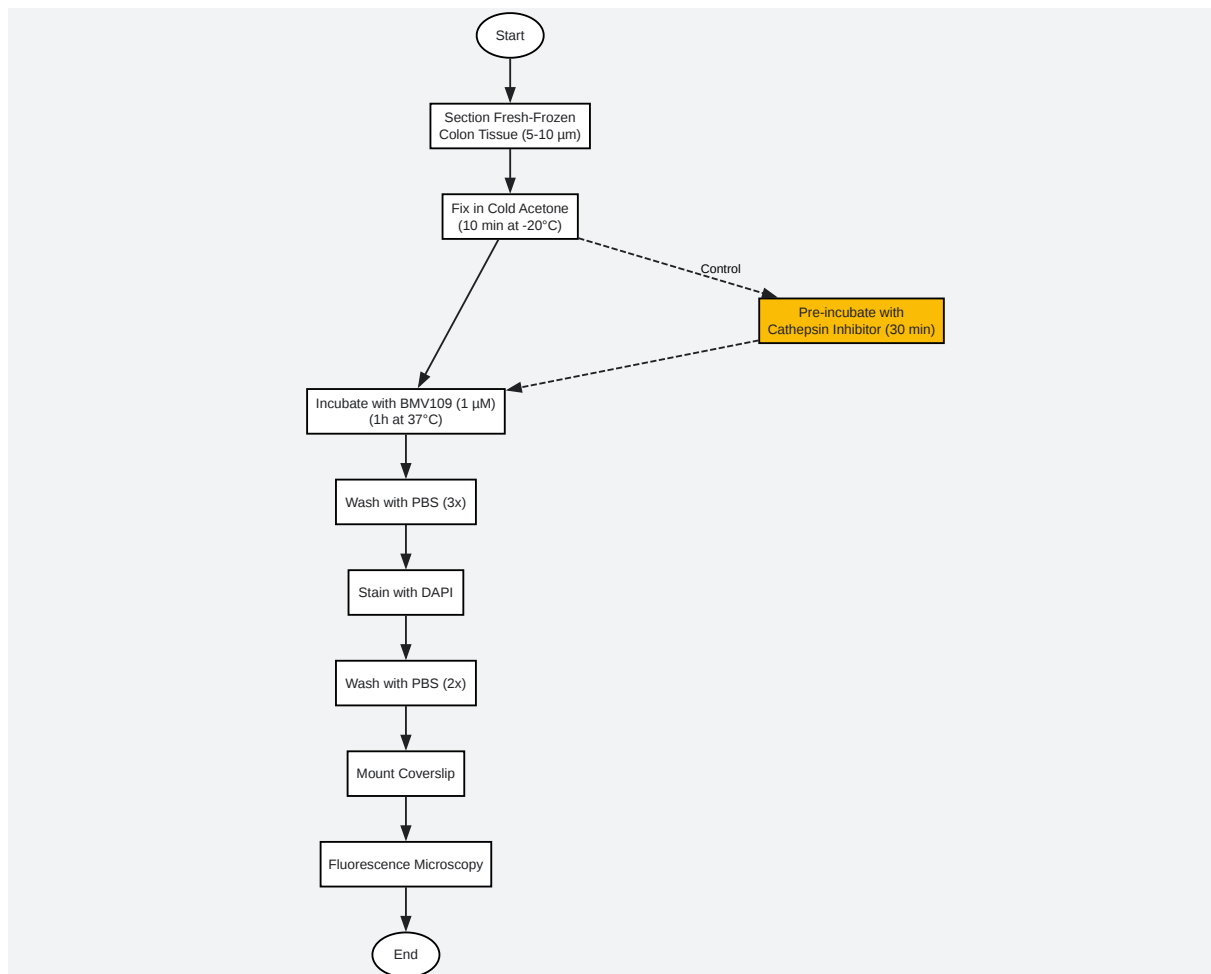 Start
Section Fresh-Frozen
Colon Tissue (5-10 µm)
Fix in Cold Acetone
(10 min at -20°C)
Control
Pre-incubate with
Cathepsin Inhibitor (30 min)
Incubate with BMV109 (1 µM)
(1h at 37°C)
Wash with PBS (3x)
Stain with DAPI
Wash with PBS (2x)
Mount Coverslip
Fluorescence Microscopy
End